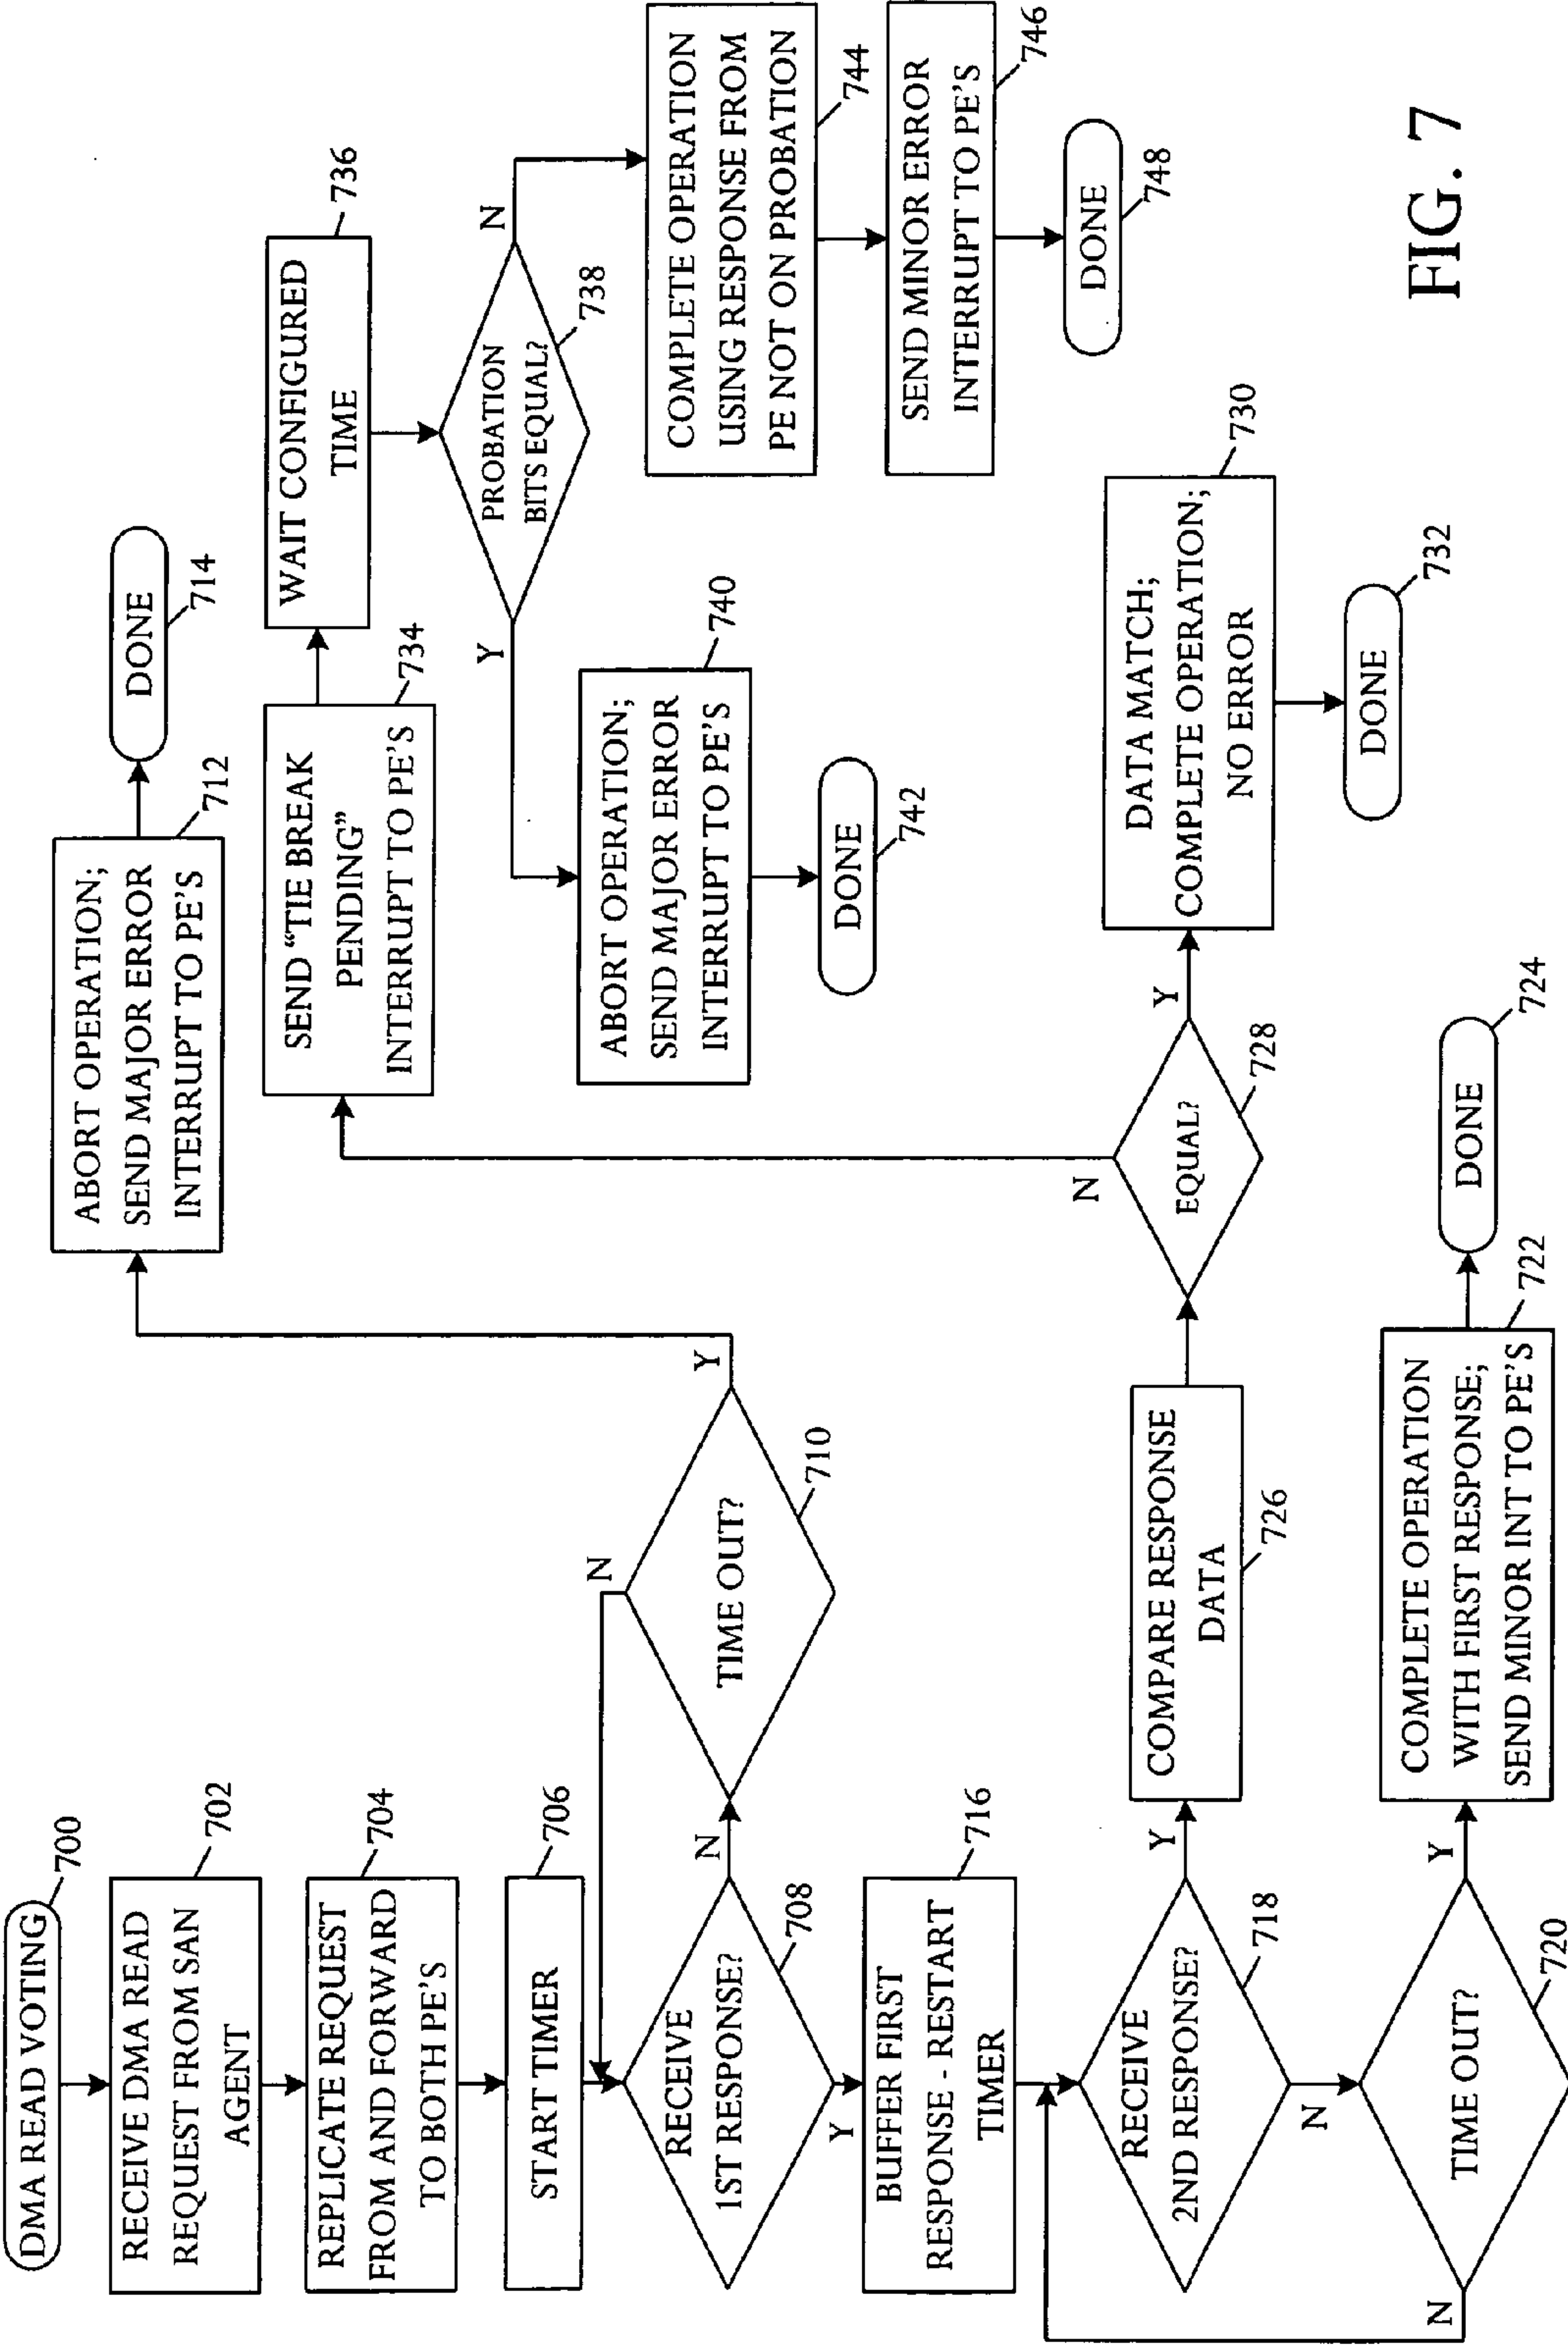 DMA READ VOTING
700
RECEIVE DMA READ
REQUEST FROM SAN
AGENT
702
REPLICATE REQUEST
FROM AND FORWARD
TO BOTH PE'S
704
START TIMER
706
RECEIVE
1ST RESPONSE?
708
N
Y
TIME OUT?
710
N
Y
ABORT OPERATION;
SEND MAJOR ERROR
INTERRUPT TO PE'S
712
DONE
714
BUFFER FIRST
RESPONSE - RESTART
TIMER
716
RECEIVE
2ND RESPONSE?
718
Y
N
TIME OUT?
720
N
Y
COMPLETE OPERATION
WITH FIRST RESPONSE;
SEND MINOR INT TO PE'S
722
DONE
724
COMPARE RESPONSE
DATA
726
EQUAL?
728
N
Y
DATA MATCH;
COMPLETE OPERATION;
NO ERROR
730
DONE
732
SEND "TIE BREAK
PENDING"
INTERRUPT TO PE'S
734
WAIT CONFIGURED
TIME
736
PROBATION
BITS EQUAL?
738
Y
N
ABORT OPERATION;
SEND MAJOR ERROR
INTERRUPT TO PE'S
740
DONE
742
COMPLETE OPERATION
USING RESPONSE FROM
PE NOT ON PROBATION
744
SEND MINOR ERROR
INTERRUPT TO PE'S
746
DONE
748
FIG. 7